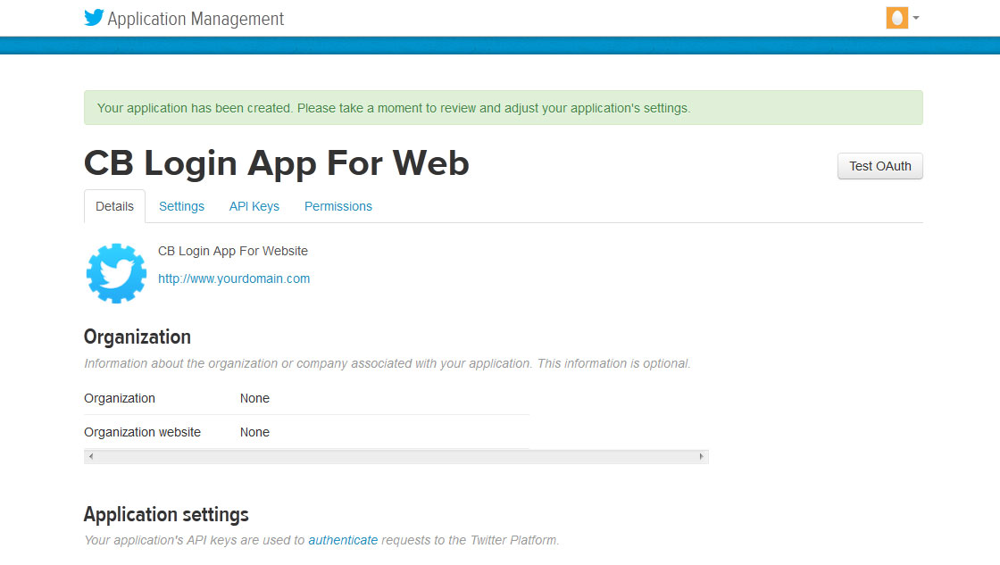 Application Management
Your application has been created. Please take a moment to review and adjust your application's settings.
CB Login App For Web
Test OAuth
Details Settings API Keys Permissions
CB Login App For Website
http://www.yourdomain.com
Organization
Information about the organization or company associated with your application. This information is optional.
Organization None
Organization website None
Application settings
Your application's API keys are used to authenticate requests to the Twitter Platform.